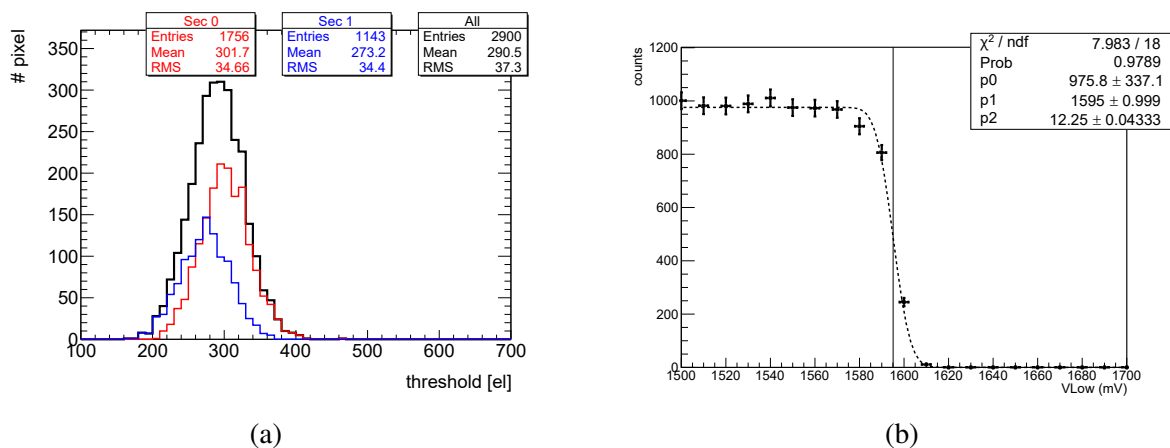 Sec 0
Entries 1756
Mean 301.7
RMS 34.66
Sec 1
Entries 1143
Mean 273.2
RMS 34.4
All
Entries 2900
Mean 290.5
RMS 37.3
# pixel
350
300
250
200
150
100
50
0
100 200 300 400 500 600 700
threshold [el]
(a)
χ² / ndf 7.983 / 18
Prob 0.9789
p0 975.8 ± 337.1
p1 1595 ± 0.999
p2 12.25 ± 0.04333
counts
1200
1000
800
600
400
200
0
1500 1520 1540 1560 1580 1600 1620 1640 1660 1680 1700
VLow (mV)
(b)